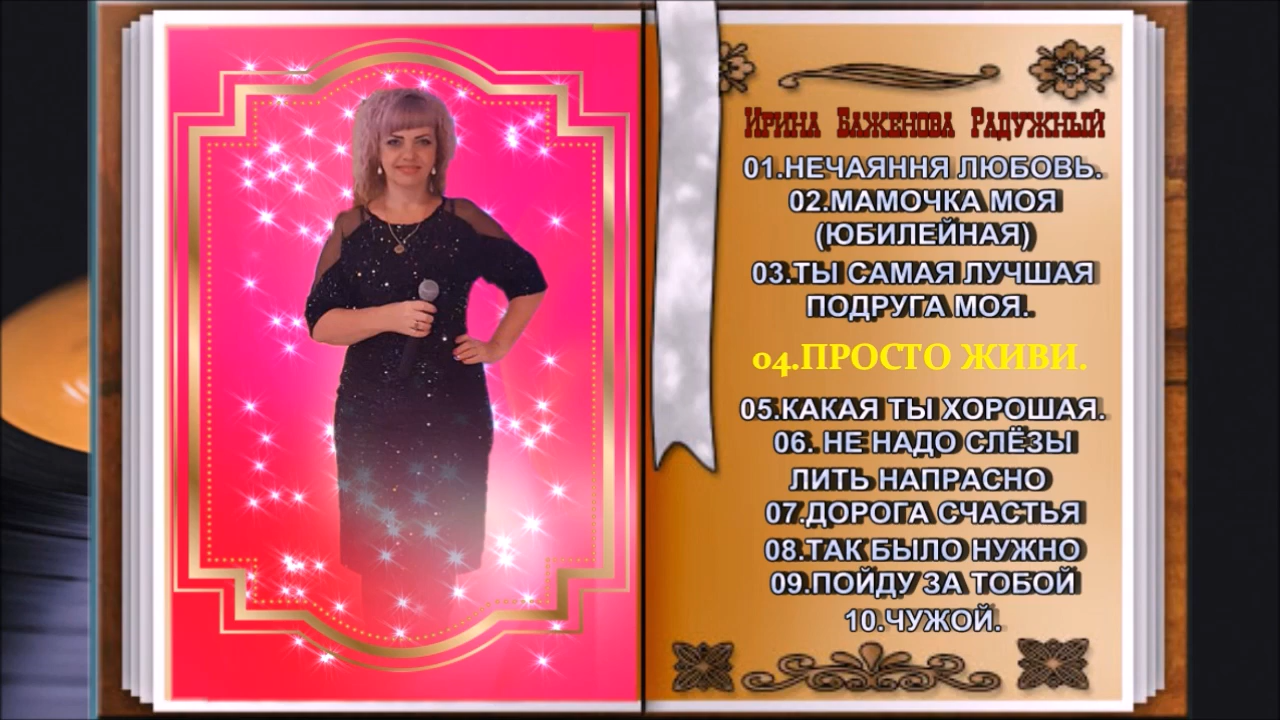 Ирина Баженова Радужный
01.НЕЧАЯННЯ ЛЮБОВЬ.
02.МАМОЧКА МОЯ
(ЮБИЛЕЙНАЯ)
03.ТЫ САМАЯ ЛУЧШАЯ
ПОДРУГА МОЯ.
04.ПРОСТО ЖИВИ.
05.КАКАЯ ТЫ ХОРОШАЯ.
06. НЕ НАДО СЛЁЗЫ
ЛИТЬ НАПРАСНО
07.ДОРОГА СЧАСТЬЯ
08.ТАК БЫЛО НУЖНО
09.ПОЙДУ ЗА ТОБОЙ
10.ЧУЖОЙ.